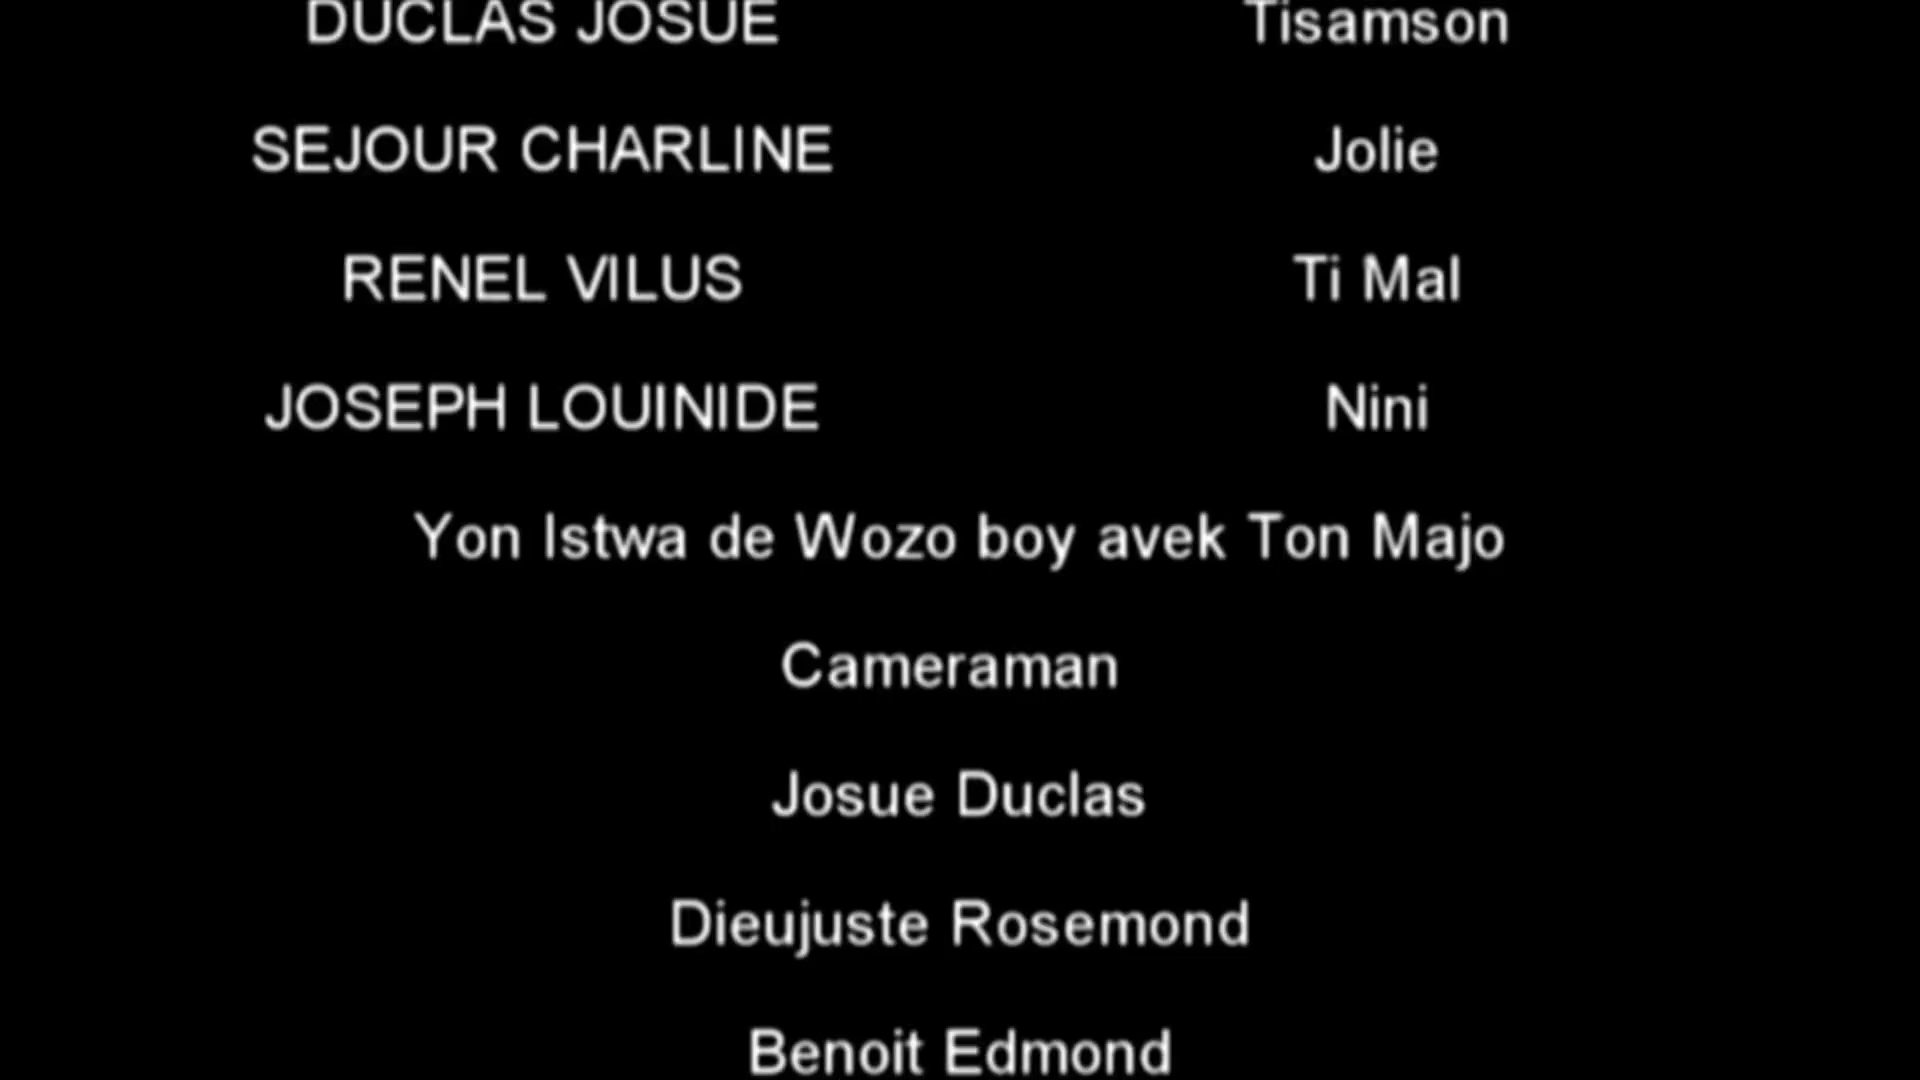 DUCLAS JOSUE Tisamson
SEJOUR CHARLINE Jolie
RENEL VILUS Ti Mal
JOSEPH LOUINIDE Nini
Yon Istwa de Wozo boy avek Ton Majo
Cameraman
Josue Duclas
Dieujuste Rosemond
Benoit Edmond